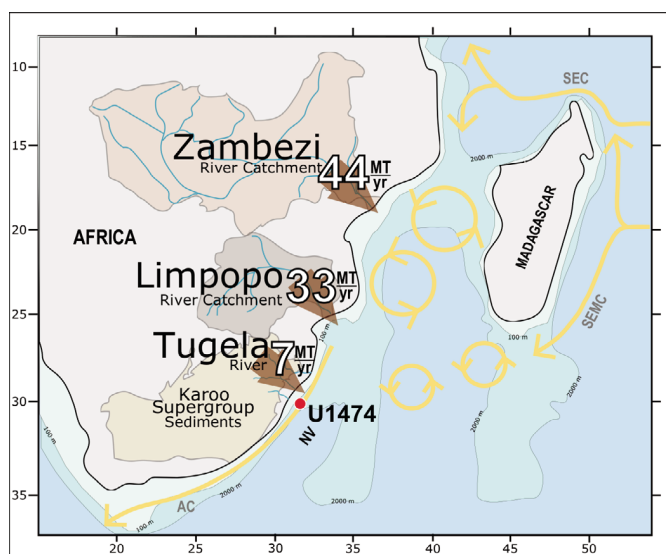 10
SEC
15
Zambezi
River Catchment
44 MT
yr
2000 m
20
AFRICA
MADAGASCAR
Limpopo
River Catchment
33 MT
yr
25
100 m
SEMC
100 m
Tugela
River
7 MT
yr
Karoo
Supergroup
Sediments
2000 m
2000 m
30
U1474
NV
100 m
2000 m
35
AC
2000 m
100 m
20
25
30
35
40
45
50
54